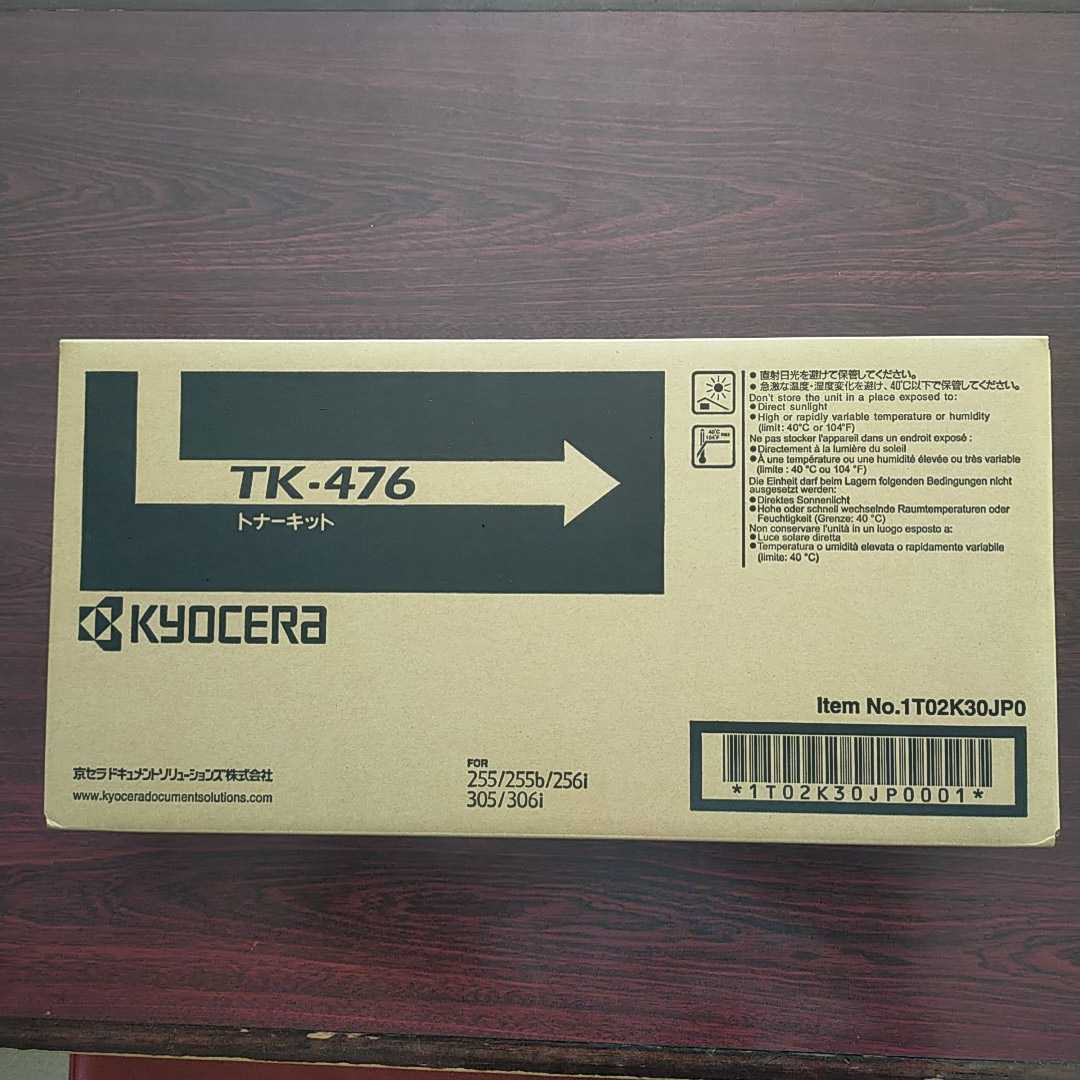 TK-476
トナーキット
KYOCERA
● 直射日光を避けて保管してください。
● 急激な温度・湿度変化を避け、40℃以下で保管してください。
Don't store the unit in a place exposed to:
● Direct sunlight
● High or rapidly variable temperature or humidity
(limit: 40°C or 104°F)
Ne pas stocker l'appareil dans un endroit exposé :
● Directement à la lumière du soleil
● À une température ou une humidité élevée ou très variable
(limite : 40 °C ou 104 °F)
Die Einheit darf beim Lagern folgenden Bedingungen nicht
ausgesetzt werden:
● Direktes Sonnenlicht
● Hohe oder schnell wechselnde Raumtemperaturen oder
Feuchtigkeit (Grenze: 40 °C)
Non conservare l'unità in un luogo esposto a:
● Luce solare diretta
● Temperatura o umidità elevata o rapidamente variabile
(limite: 40 °C)
40°C
104°F MAX
Item No.1T02K30JP0
*1T02K30JP0001*
京セラドキュメントソリューションズ株式会社
www.kyoceradocumentsolutions.com
FOR
255/255b/256i
305/306i